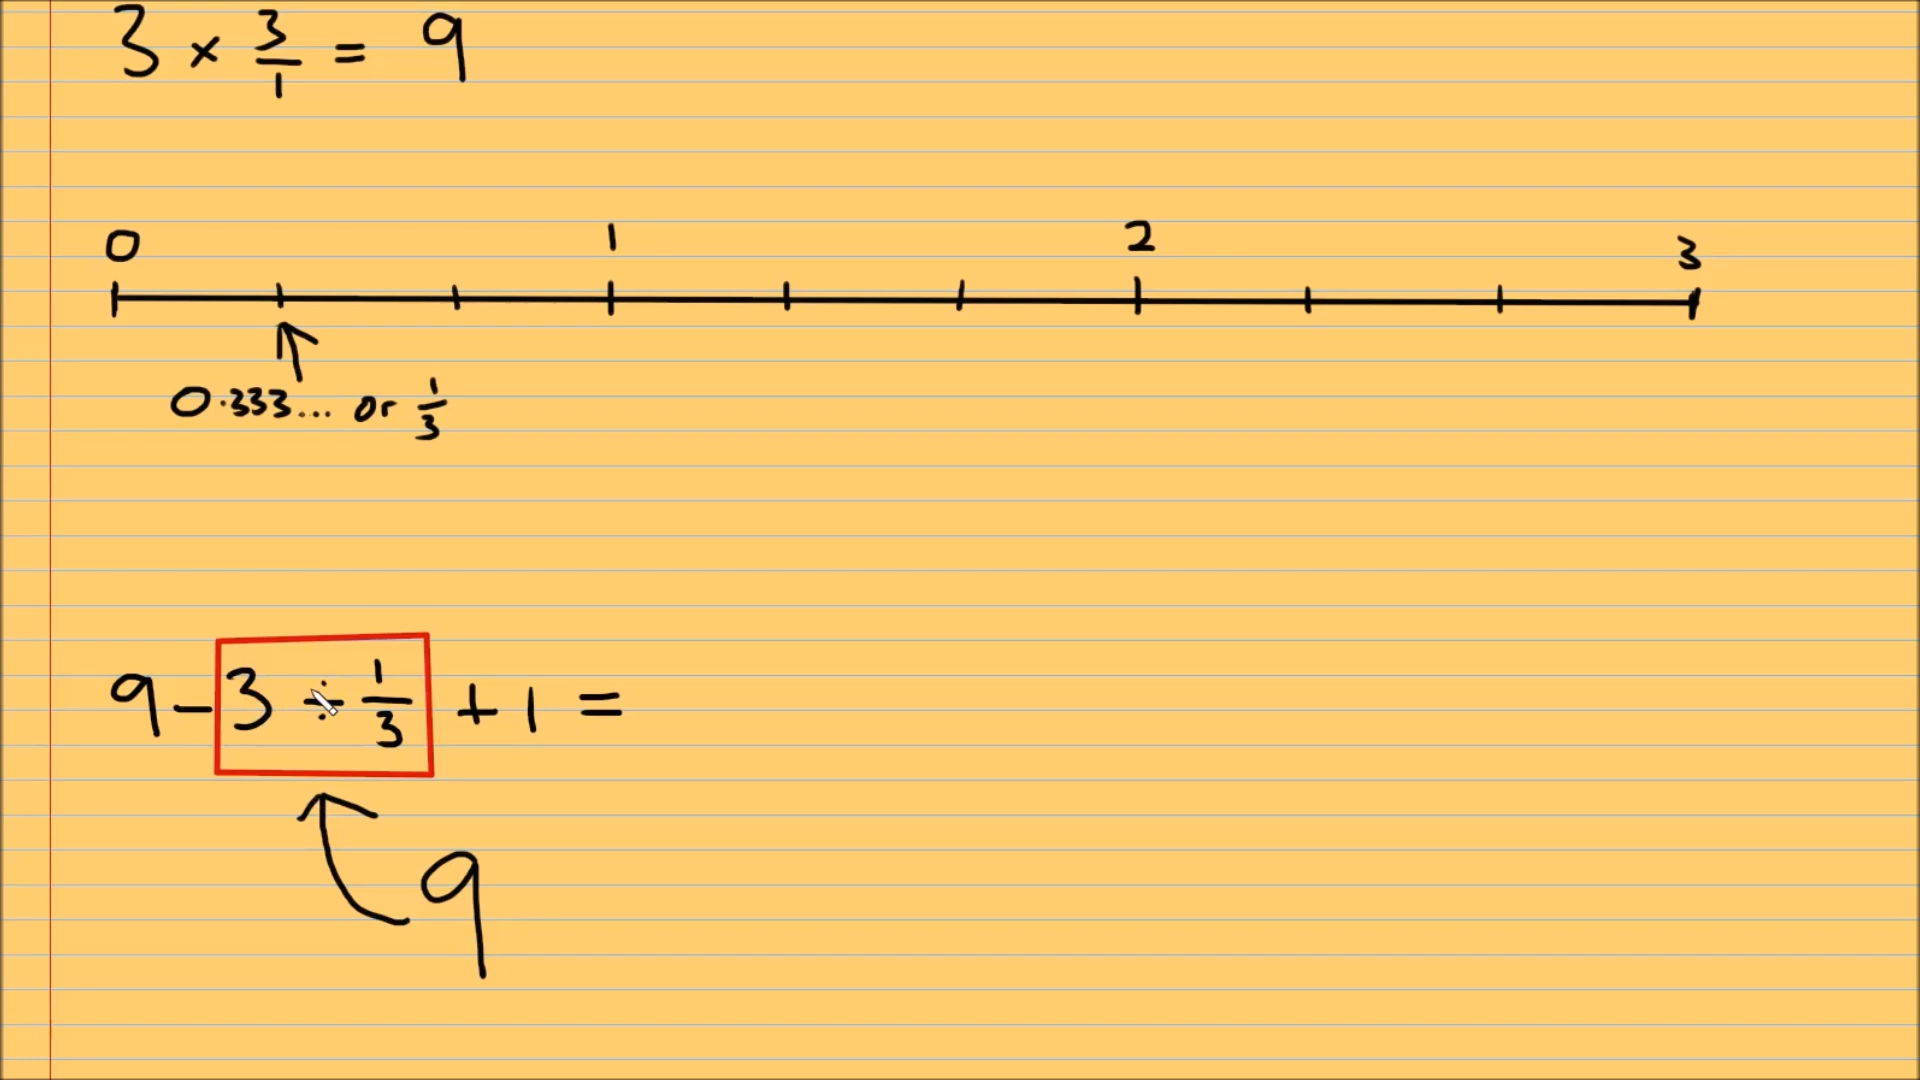 3 × 3/1 = 9
0 1 2 3
0.333... or 1/3
9 - 3 ÷ 1/3 + 1 =
9